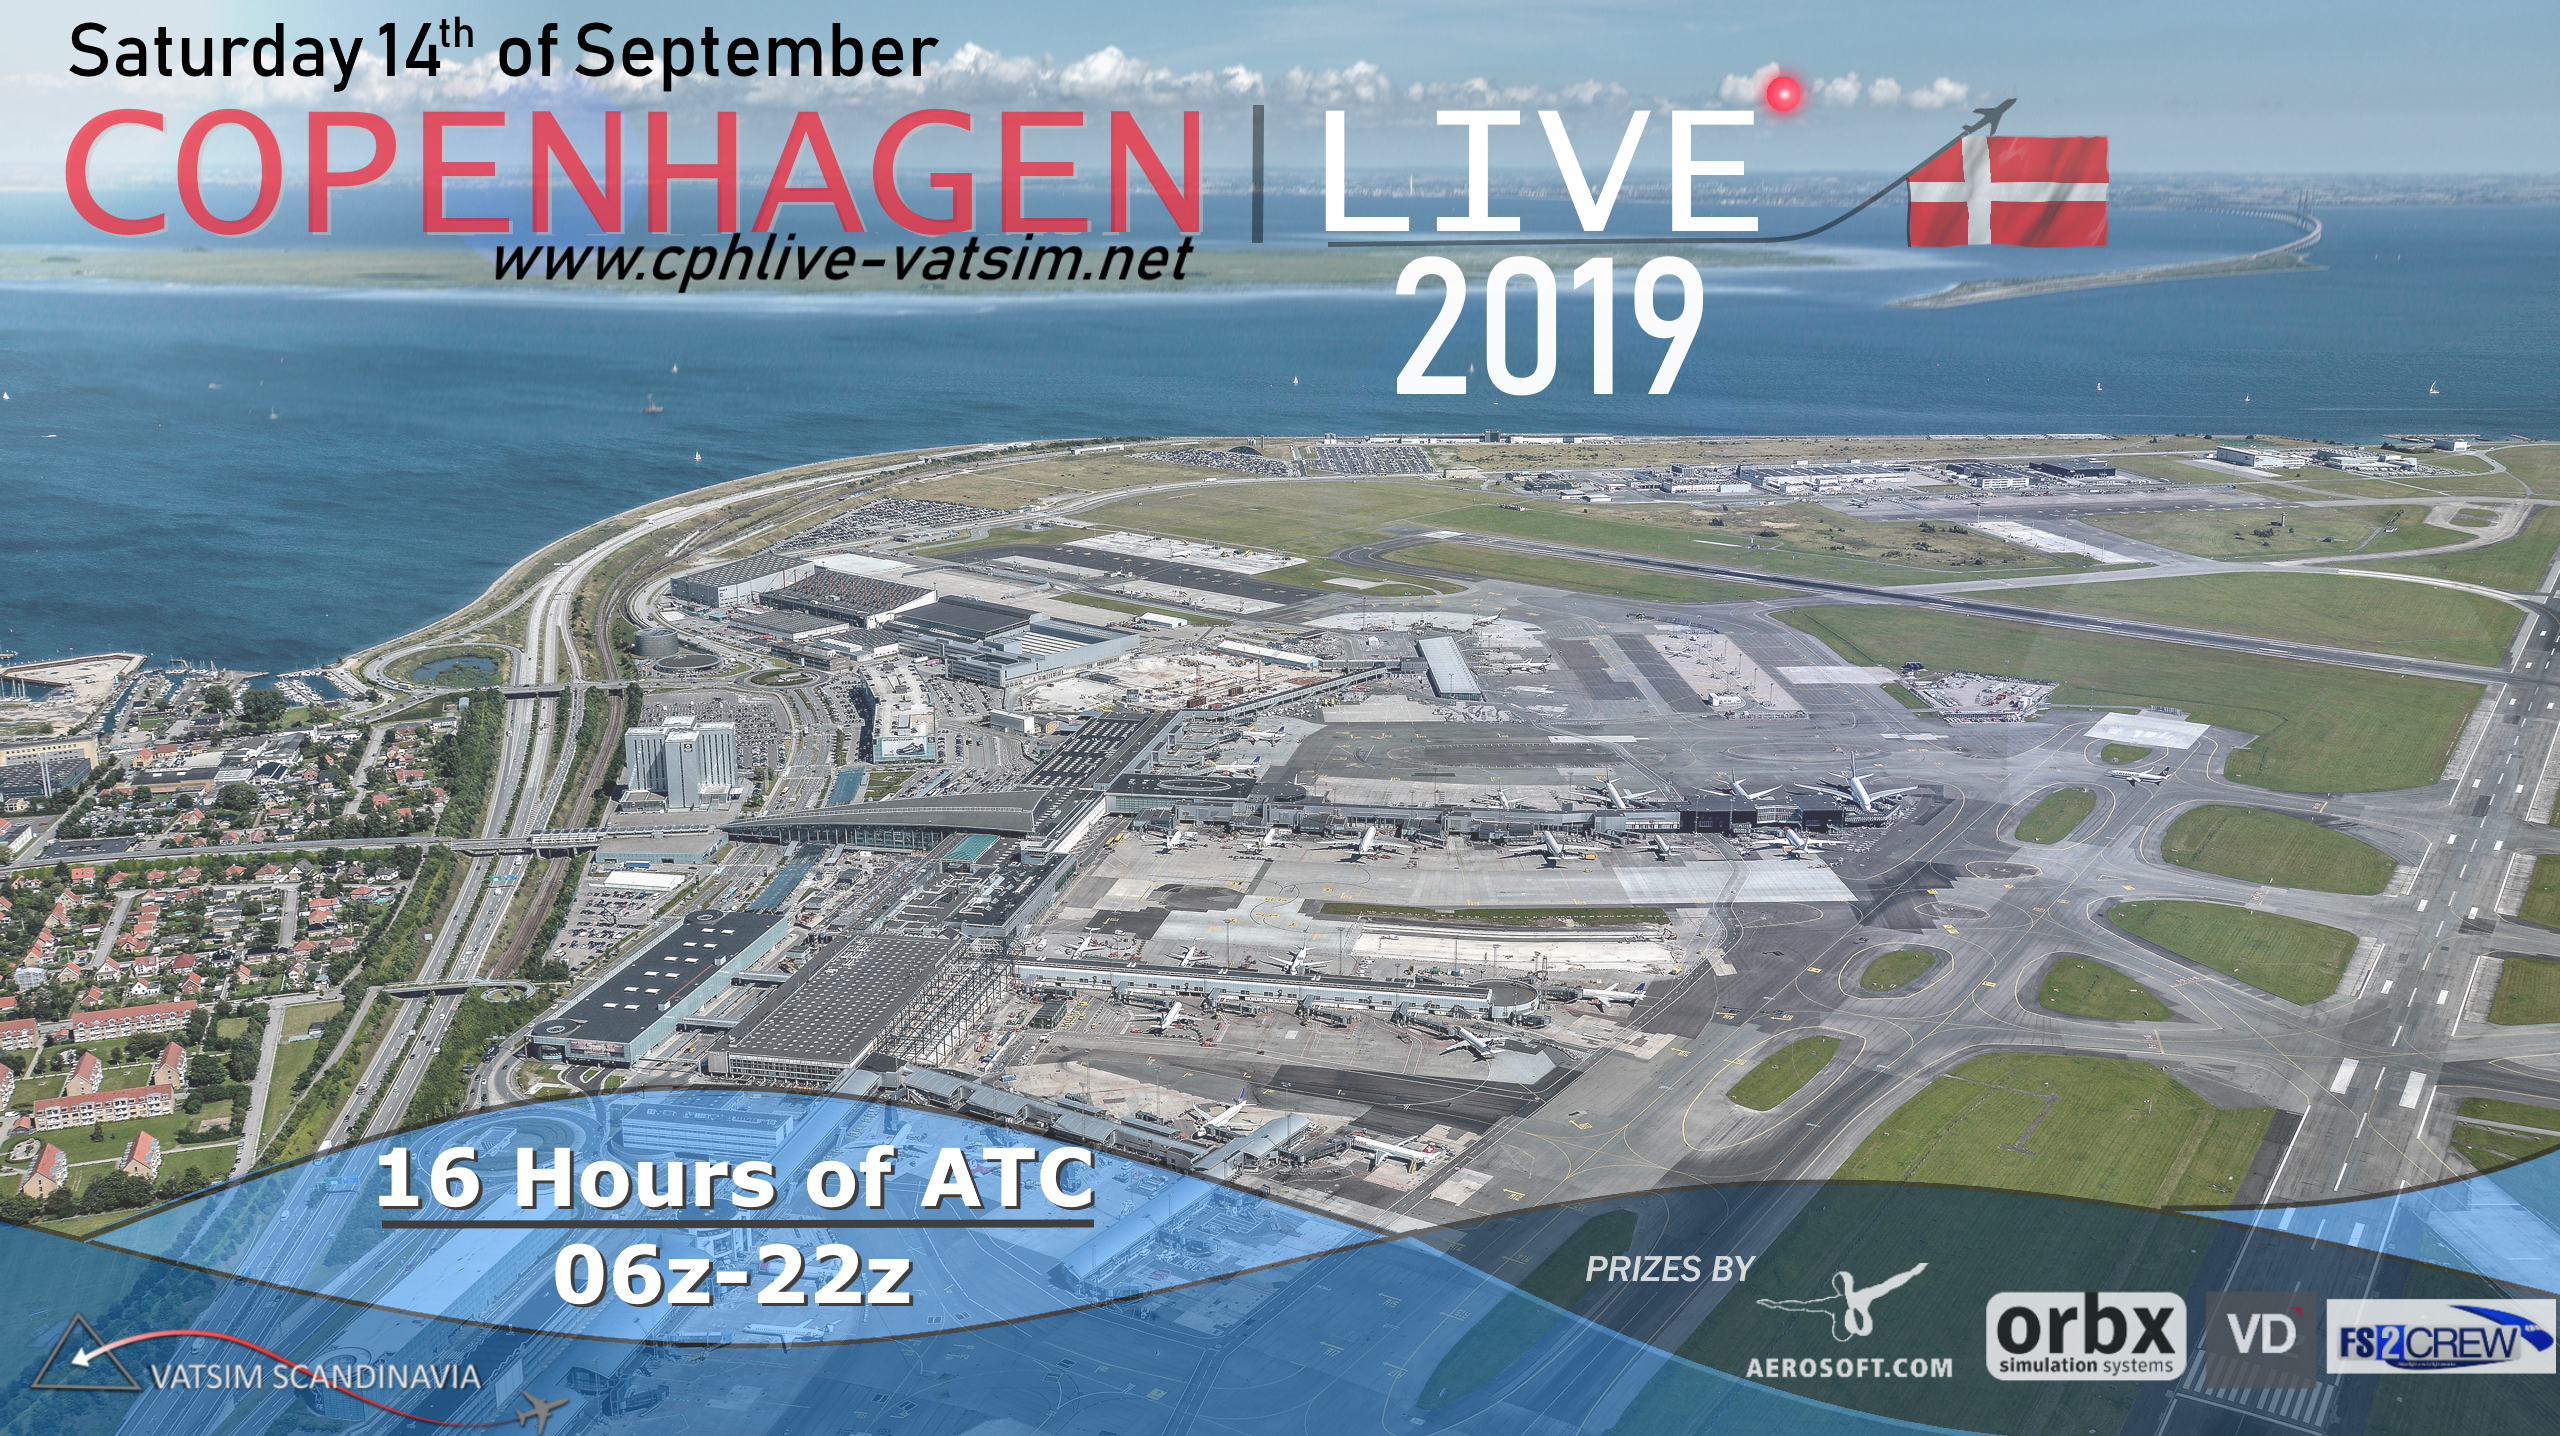 Saturday 14th of September
COPENHAGEN | LIVE
www.cphlive-vatsim.net
2019
16 Hours of ATC
06z-22z
PRIZES BY
AEROSOFT.COM
orbx
simulation systems
VD
FS2CREW
VATSIM SCANDINAVIA